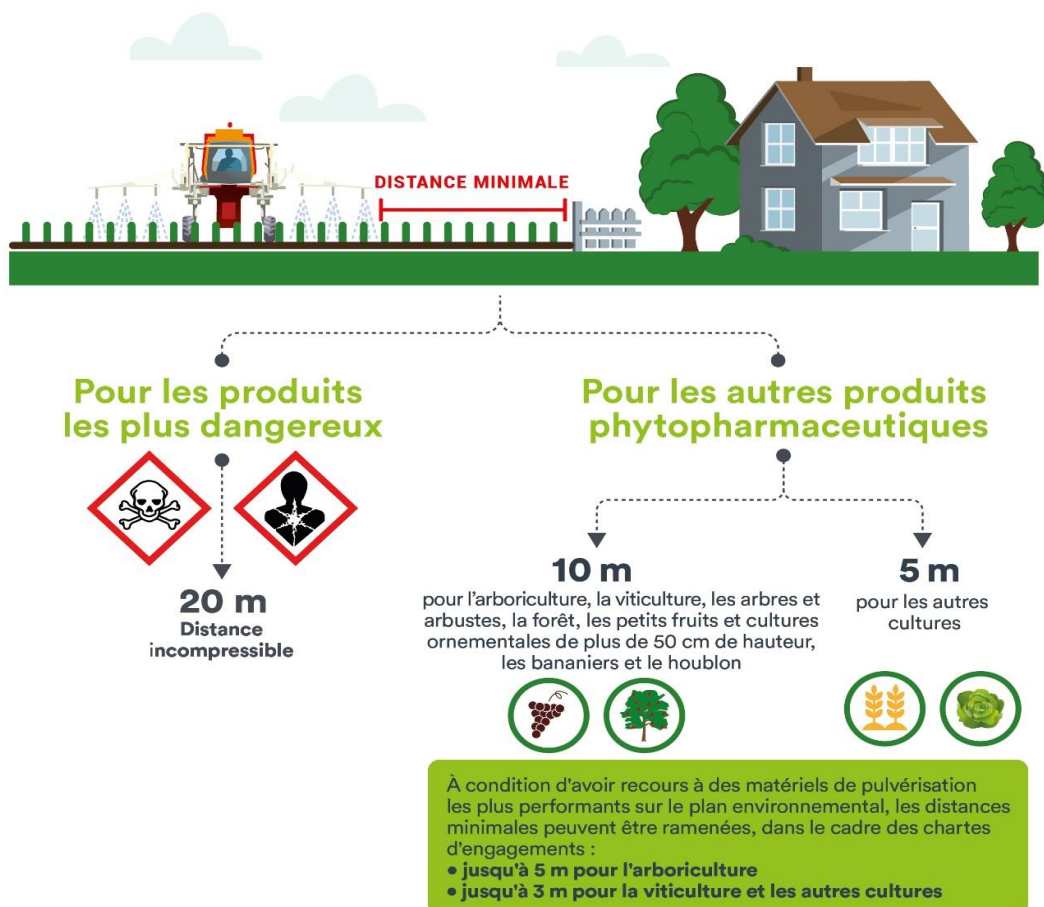 DISTANCE MINIMALE
Pour les produits
les plus dangereux
20 m
Distance
incompressible
Pour les autres produits
phytopharmaceutiques
10 m
pour l'arboriculture, la viticulture, les arbres et
arbustes, la forêt, les petits fruits et cultures
ornementales de plus de 50 cm de hauteur,
les bananiers et le houblon
5 m
pour les autres
cultures
À condition d'avoir recours à des matériels de pulvérisation
les plus performants sur le plan environnemental, les distances
minimales peuvent être ramenées, dans le cadre des chartes
d'engagements :
• jusqu'à 5 m pour l'arboriculture
• jusqu'à 3 m pour la viticulture et les autres cultures